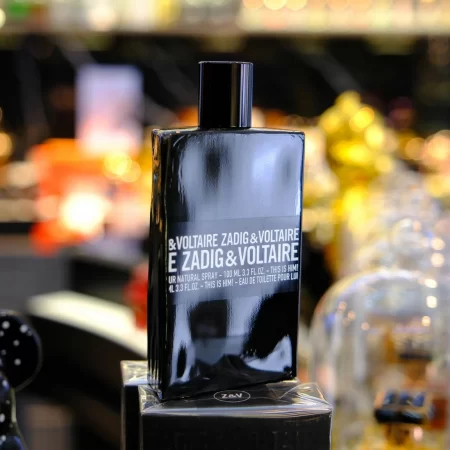 &VOLTAIRE ZADIG&VOLTAIRE
E ZADIG&VOLTAIRE
UR NATURAL SPRAY – 100 ML 3.3 FL.OZ. – THIS IS HIM!
ML 3.3 FL.OZ. – THIS IS HIM! – EAU DE TOILETTE POUR LUI
Z&V